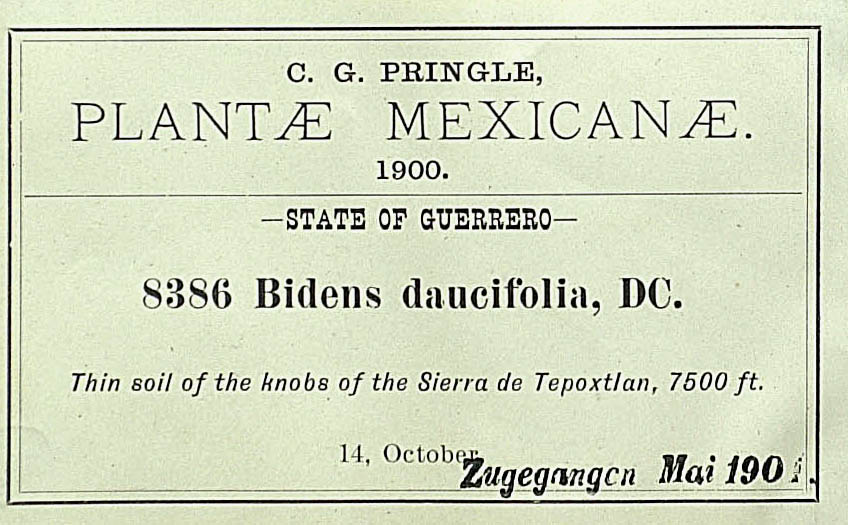 C. G. PRINGLE,
PLANTÆ MEXICANÆ.
1900.
—STATE OF GUERRERO—
8386 Bidens daucifolia, DC.
Thin soil of the knobs of the Sierra de Tepoxtlan, 7500 ft.
14, October.
Zugegangen Mai 1901.